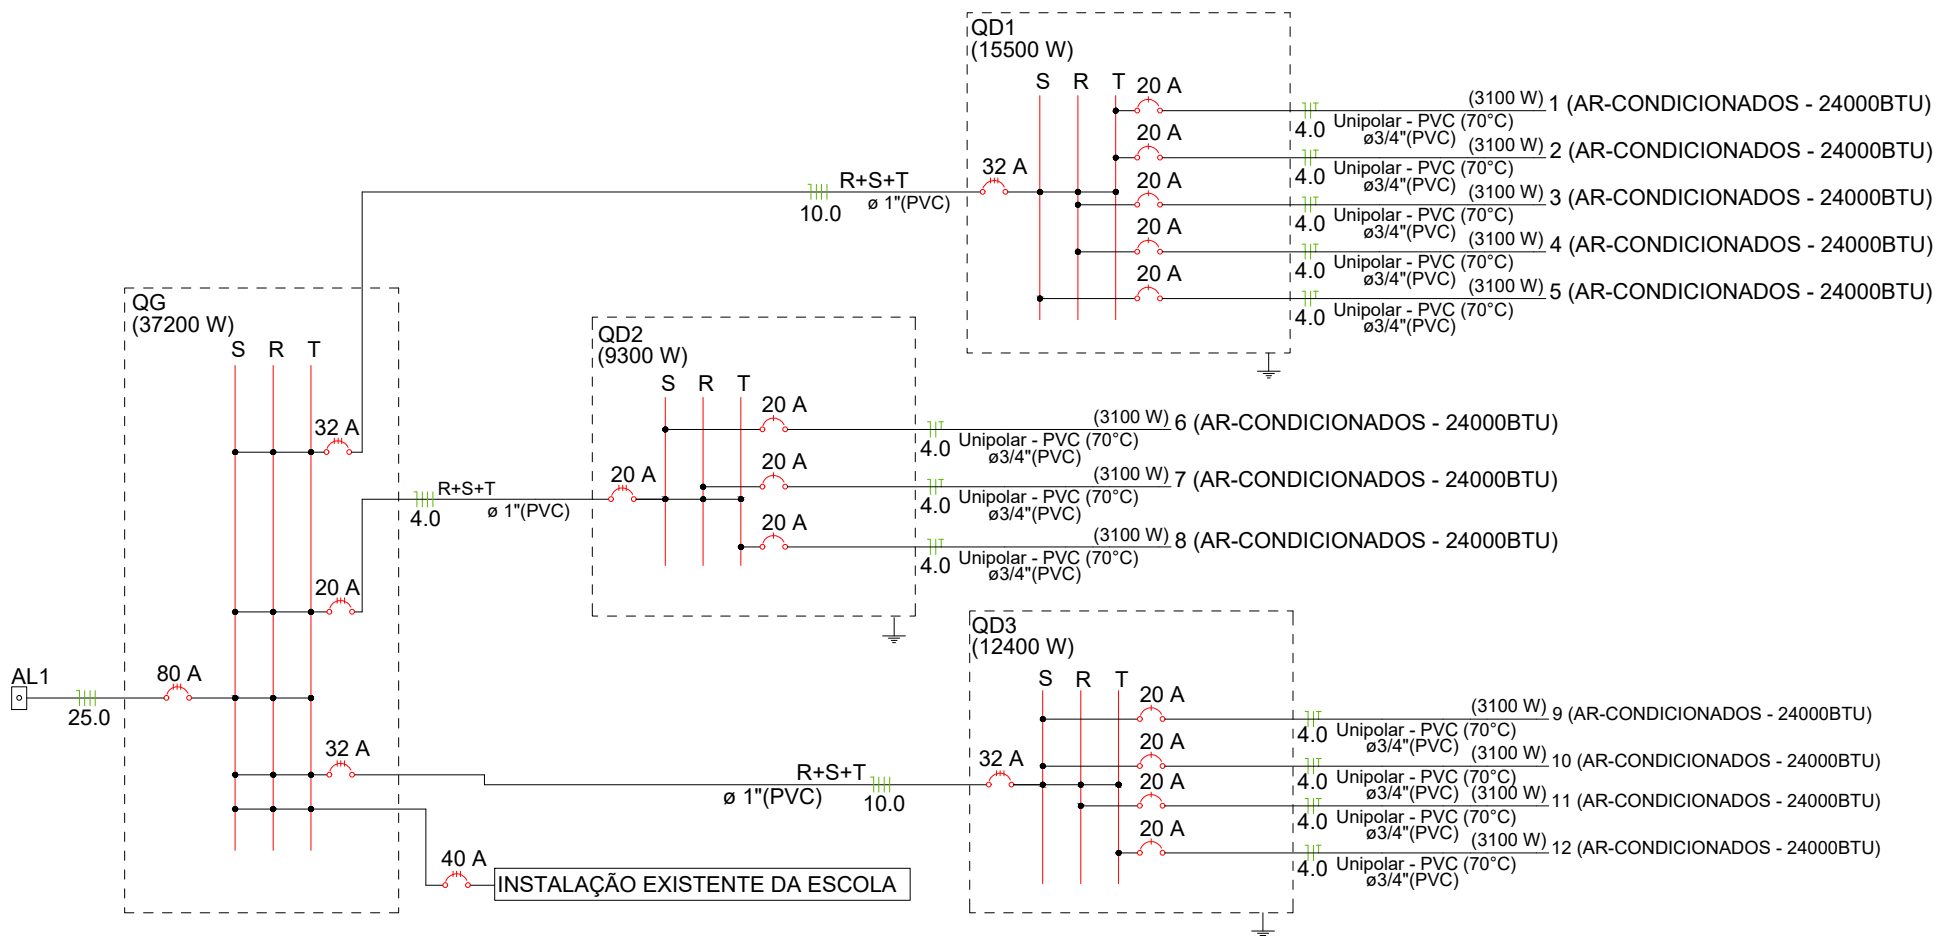 QD1
(15500 W)
S R T
20 A
(3100 W) 1 (AR-CONDICIONADOS - 24000BTU)
4.0 Unipolar - PVC (70°C)
ø3/4"(PVC)
20 A
(3100 W) 2 (AR-CONDICIONADOS - 24000BTU)
4.0 Unipolar - PVC (70°C)
ø3/4"(PVC)
20 A
(3100 W) 3 (AR-CONDICIONADOS - 24000BTU)
4.0 Unipolar - PVC (70°C)
ø3/4"(PVC)
20 A
(3100 W) 4 (AR-CONDICIONADOS - 24000BTU)
4.0 Unipolar - PVC (70°C)
ø3/4"(PVC)
20 A
(3100 W) 5 (AR-CONDICIONADOS - 24000BTU)
4.0 Unipolar - PVC (70°C)
ø3/4"(PVC)
32 A
R+S+T
ø 1"(PVC)
10.0
QG
(37200 W)
S R T
32 A
20 A
80 A
AL1
25.0
32 A
40 A
INSTALAÇÃO EXISTENTE DA ESCOLA
R+S+T
4.0
ø 1"(PVC)
QD2
(9300 W)
S R T
20 A
20 A
(3100 W) 6 (AR-CONDICIONADOS - 24000BTU)
4.0 Unipolar - PVC (70°C)
ø3/4"(PVC)
20 A
(3100 W) 7 (AR-CONDICIONADOS - 24000BTU)
4.0 Unipolar - PVC (70°C)
ø3/4"(PVC)
20 A
(3100 W) 8 (AR-CONDICIONADOS - 24000BTU)
4.0 Unipolar - PVC (70°C)
ø3/4"(PVC)
R+S+T
ø 1"(PVC)
10.0
QD3
(12400 W)
S R T
32 A
20 A
(3100 W) 9 (AR-CONDICIONADOS - 24000BTU)
4.0 Unipolar - PVC (70°C)
ø3/4"(PVC)
20 A
(3100 W) 10 (AR-CONDICIONADOS - 24000BTU)
4.0 Unipolar - PVC (70°C)
ø3/4"(PVC)
20 A
(3100 W) 11 (AR-CONDICIONADOS - 24000BTU)
4.0 Unipolar - PVC (70°C)
ø3/4"(PVC)
20 A
(3100 W) 12 (AR-CONDICIONADOS - 24000BTU)
4.0 Unipolar - PVC (70°C)
ø3/4"(PVC)